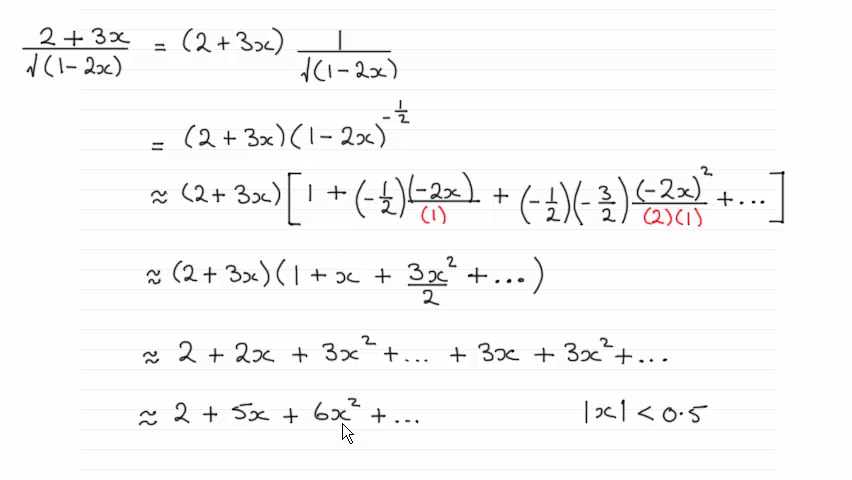 (2 + 3x)/√(1 - 2x) = (2 + 3x) 1/√(1 - 2x)
= (2 + 3x)(1 - 2x)^(-1/2)
≈ (2 + 3x)[1 + (-1/2)(-2x)/(1) + (-1/2)(-3/2)(-2x)²/(2)(1) + ...]
≈ (2 + 3x)(1 + x + 3x²/2 + ...)
≈ 2 + 2x + 3x² + ... + 3x + 3x² + ...
≈ 2 + 5x + 6x² + ... |x| < 0.5